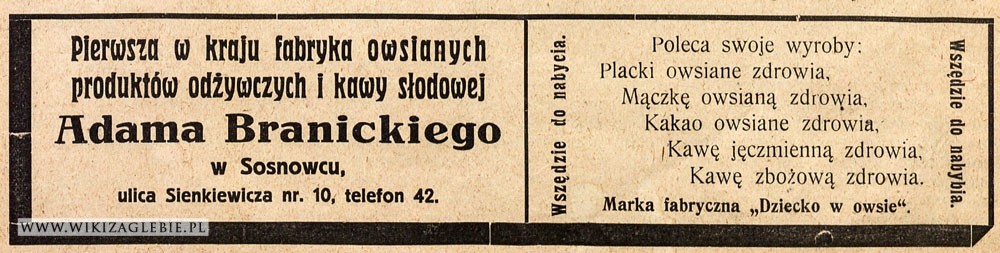 Pierwsza w kraju fabryka owsianych
produktów odżywczych i kawy słodowej
Adama Branickiego
w Sosnowcu,
ulica Sienkiewicza nr. 10, telefon 42.
WWW.WIKIZAGLEBIE.PL
Wszędzie do nabycia.
Poleca swoje wyroby:
Placki owsiane zdrowia,
Mączkę owsianą zdrowia,
Kakao owsiane zdrowia,
Kawę jęczmienną zdrowia,
Kawę zbożową zdrowia.
Marka fabryczna „Dziecko w owsie“.
Wszędzie do nabybia.